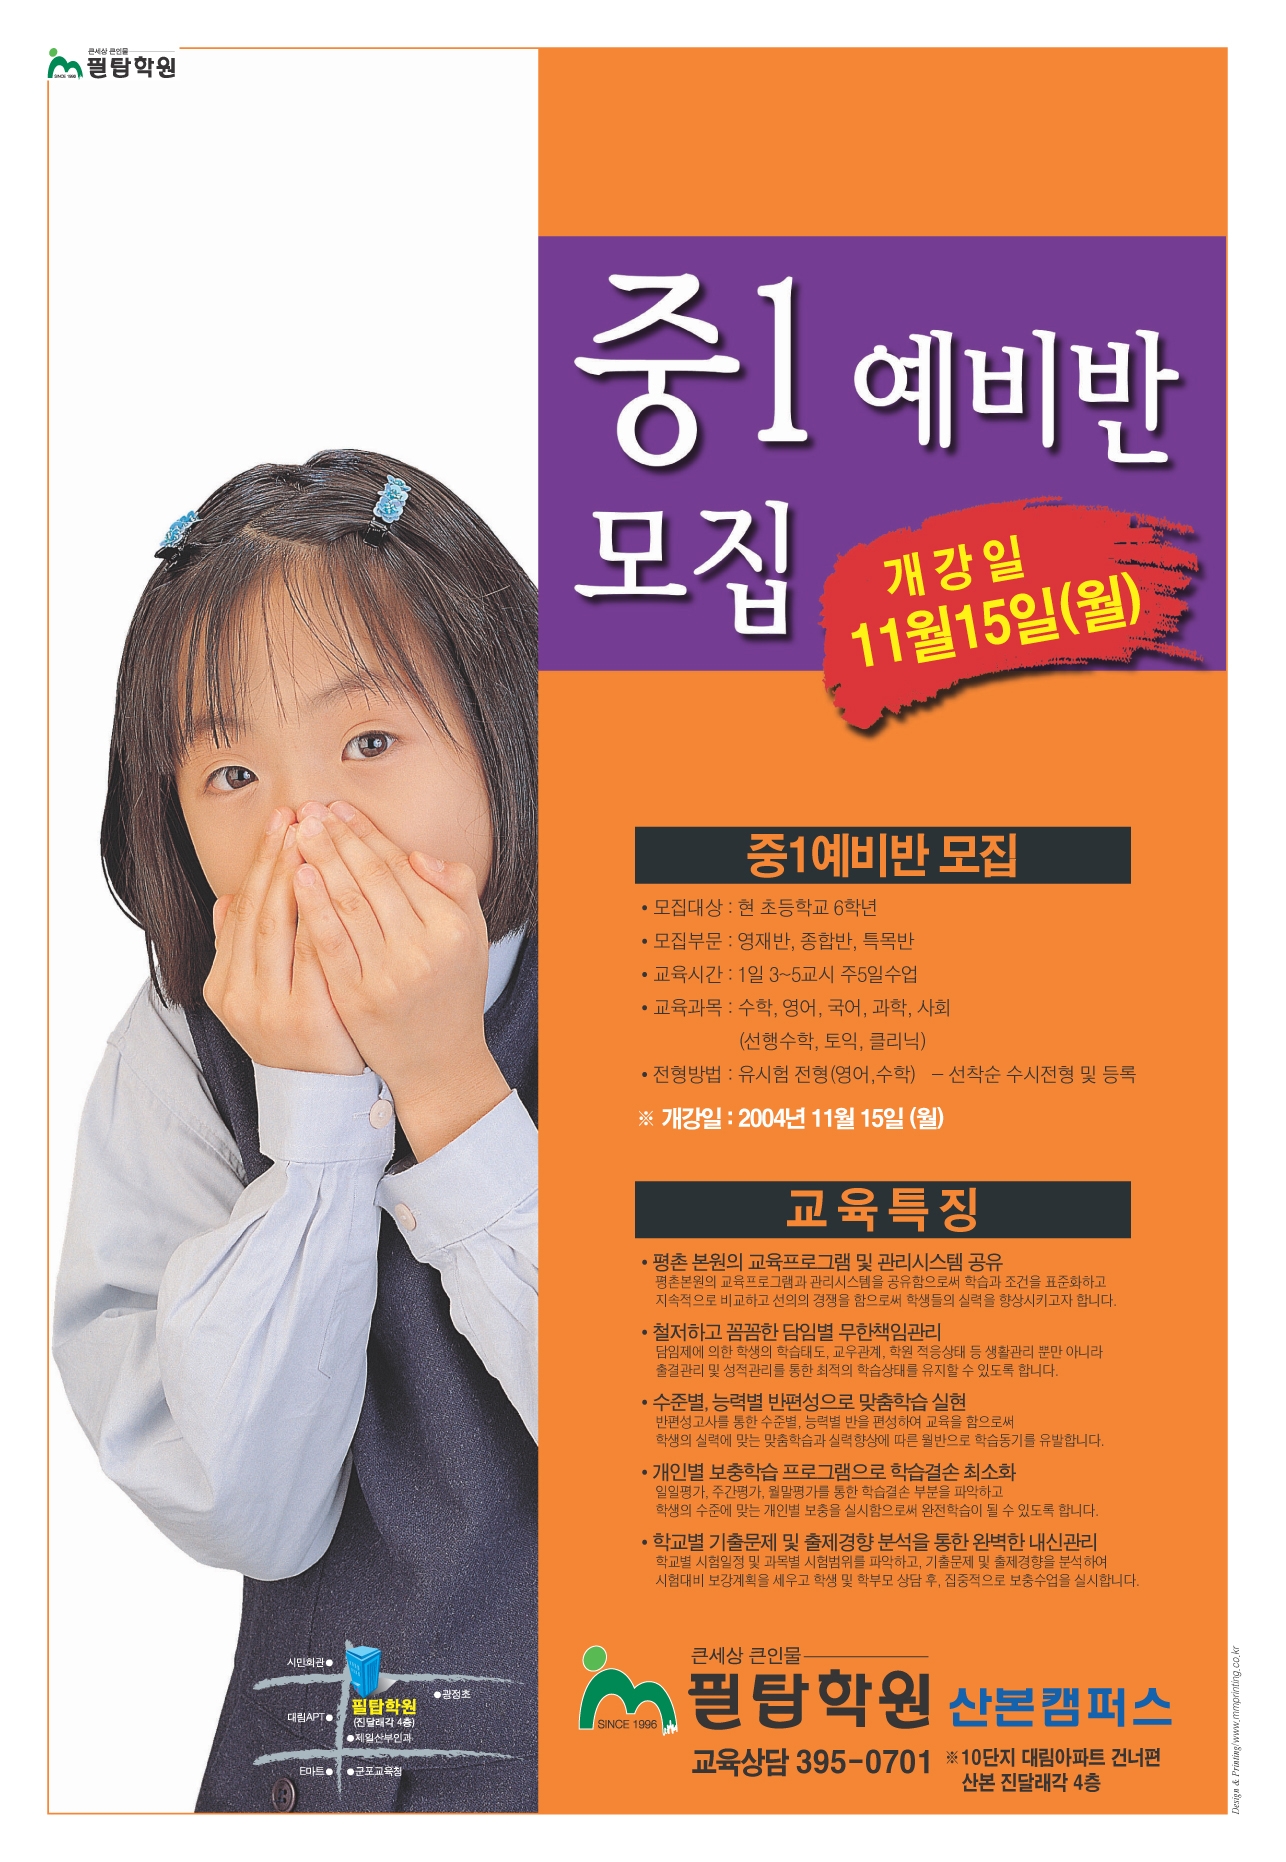 큰세상 큰인물
필탑학원
SINCE 1996
중1 예비반
모집
개강일
11월15일(월)
중1예비반 모집
• 모집대상 : 현 초등학교 6학년
• 모집부문 : 영재반, 종합반, 특목반
• 교육시간 : 1일 3~5교시 주5일수업
• 교육과목 : 수학, 영어, 국어, 과학, 사회
(선행수학, 토익, 클리닉)
• 전형방법 : 유시험 전형(영어,수학) - 선착순 수시전형 및 등록
※ 개강일 : 2004년 11월 15일 (월)
교육특징
• 평촌 본원의 교육프로그램 및 관리시스템 공유
평촌본원의 교육프로그램과 관리시스템을 공유함으로써 학습과 조건을 표준화하고
지속적으로 비교하고 선의의 경쟁을 함으로써 학생들의 실력을 향상시키고자 합니다.
• 철저하고 꼼꼼한 담임별 무한책임관리
담임제에 의한 학생의 학습태도, 교우관계, 학원 적응상태 등 생활관리 뿐만 아니라
출결관리 및 성적관리를 통한 최적의 학습상태를 유지할 수 있도록 합니다.
• 수준별, 능력별 반편성으로 맞춤학습 실현
반편성고사를 통한 수준별, 능력별 반을 편성하여 교육을 함으로써
학생의 실력에 맞는 맞춤학습과 실력향상에 따른 월반으로 학습동기를 유발합니다.
• 개인별 보충학습 프로그램으로 학습결손 최소화
일일평가, 주간평가, 월말평가를 통한 학습결손 부분을 파악하고
학생의 수준에 맞는 개인별 보충을 실시함으로써 완전학습이 될 수 있도록 합니다.
• 학교별 기출문제 및 출제경향 분석을 통한 완벽한 내신관리
학교별 시험일정 및 과목별 시험범위를 파악하고, 기출문제 및 출제경향을 분석하여
시험대비 보강계획을 세우고 학생 및 학부모 상담 후, 집중적으로 보충수업을 실시합니다.
시민회관
필탑학원
(진달래각 4층)
광정초
대림APT
제일산부인과
E마트
군포교육청
큰세상 큰인물
필탑학원 산본캠퍼스
SINCE 1996
교육상담 395-0701
※10단지 대림아파트 건너편
산본 진달래각 4층
Design & Printing/www.mmprinting.co.kr